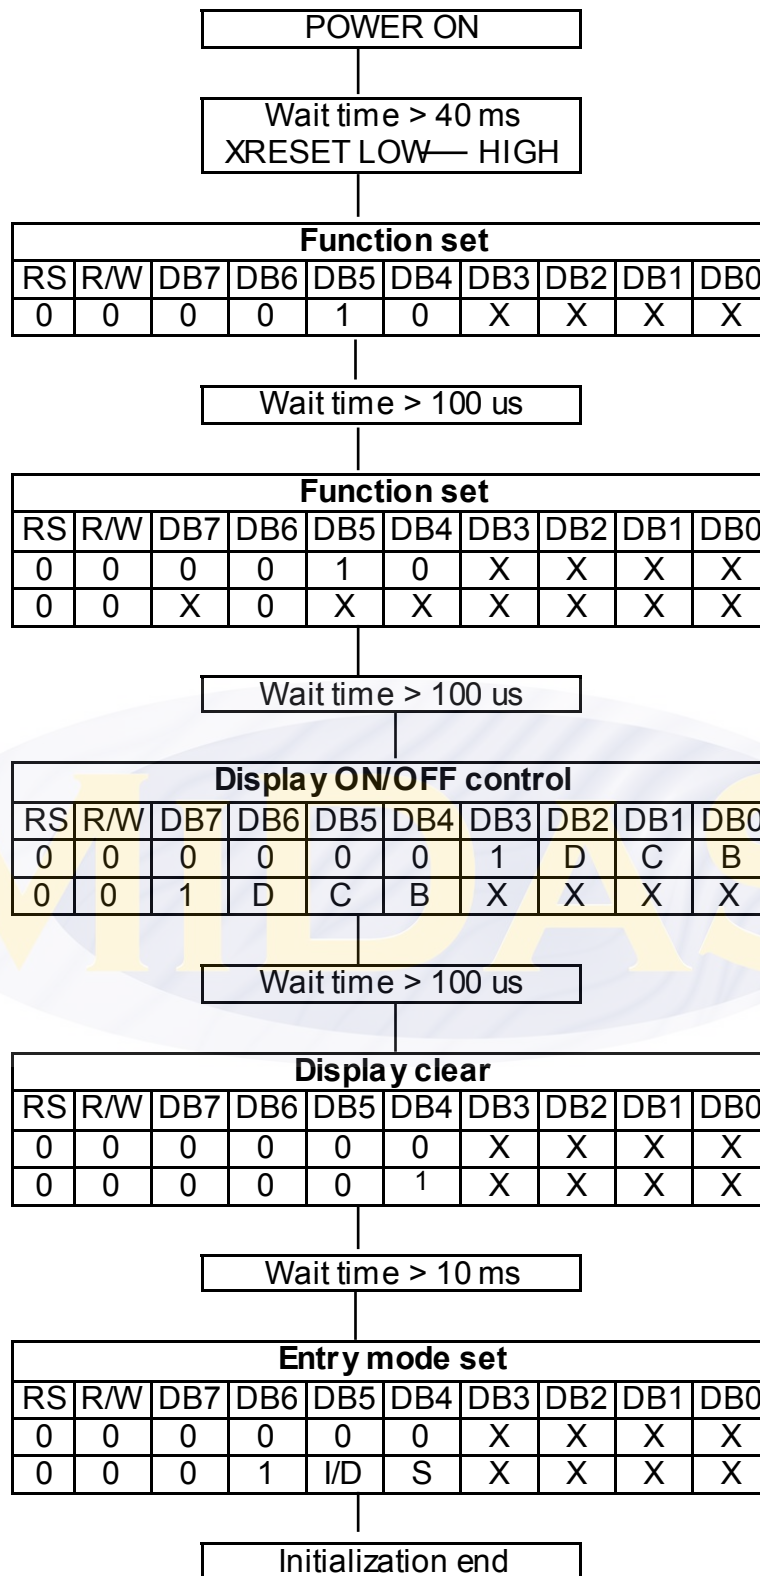 POWER ON
Wait time > 40 ms
XRESET LOW — HIGH
Function set
RS R/W DB7 DB6 DB5 DB4 DB3 DB2 DB1 DB0
0 0 0 0 1 0 X X X X
Wait time > 100 us
Function set
RS R/W DB7 DB6 DB5 DB4 DB3 DB2 DB1 DB0
0 0 0 0 1 0 X X X X
0 0 X 0 X X X X X X
Wait time > 100 us
Display ON/OFF control
RS R/W DB7 DB6 DB5 DB4 DB3 DB2 DB1 DB0
0 0 0 0 0 0 1 D C B
0 0 1 D C B X X X X
MIDAS
Wait time > 100 us
Display clear
RS R/W DB7 DB6 DB5 DB4 DB3 DB2 DB1 DB0
0 0 0 0 0 0 X X X X
0 0 0 0 0 1 X X X X
Wait time > 10 ms
Entry mode set
RS R/W DB7 DB6 DB5 DB4 DB3 DB2 DB1 DB0
0 0 0 0 0 0 X X X X
0 0 0 1 I/D S X X X X
Initialization end